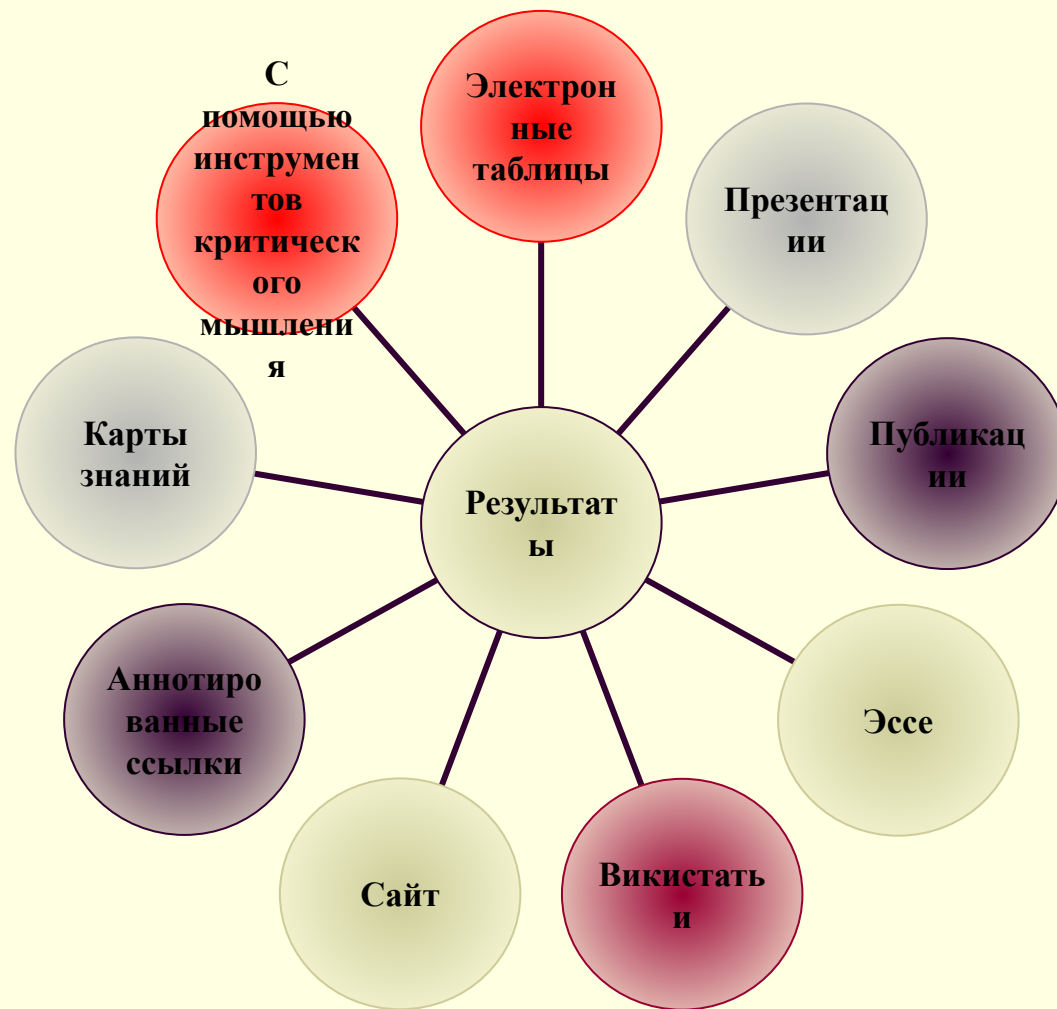 С
помощью
инструмен
тов
критическ
ого
мышлени
я
Электрон
ные
таблицы
Презентац
ии
Публикац
ии
Эссе
Викистать
и
Сайт
Аннотиро
ванные
ссылки
Карты
знаний
Результат
ы